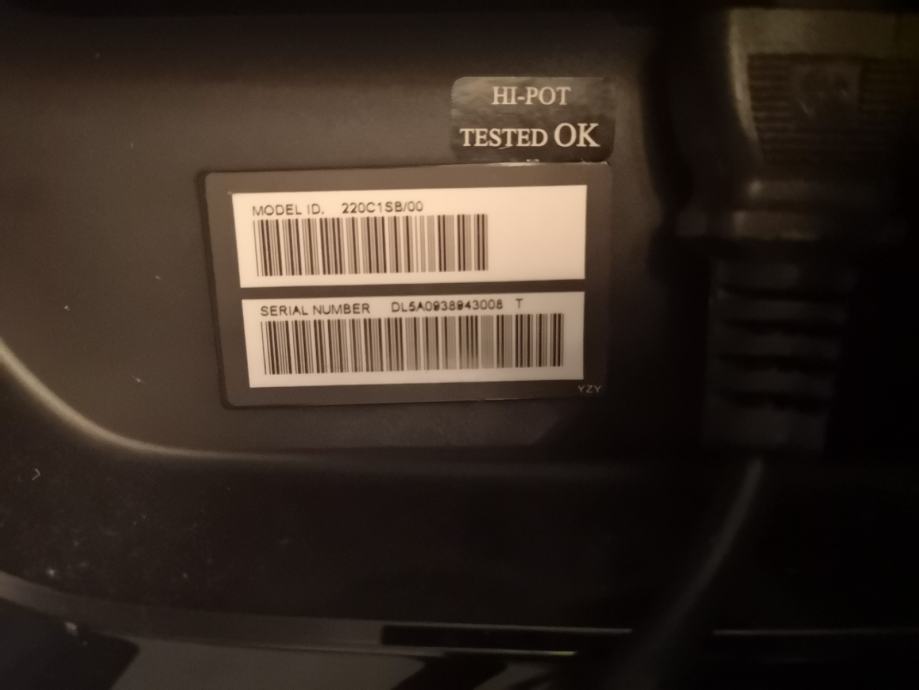 HI-POT
TESTED OK
MODEL ID. 220C1SB/00
SERIAL NUMBER DL5A0938943008 T
YZY